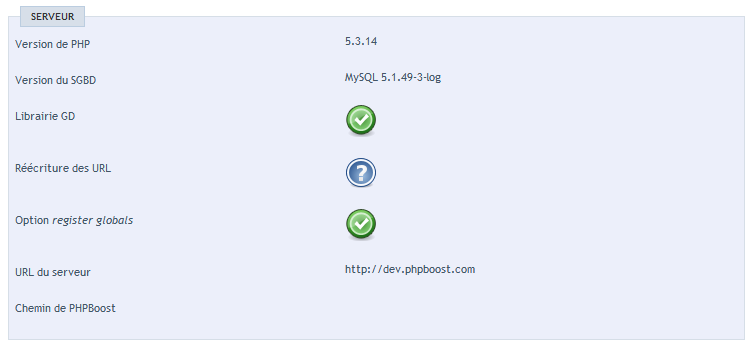 SERVEUR
Version de PHP 5.3.14
Version du SGBD MySQL 5.1.49-3-log
Librairie GD
Réécriture des URL ?
Option register globals
URL du serveur http://dev.phpboost.com
Chemin de PHPBoost